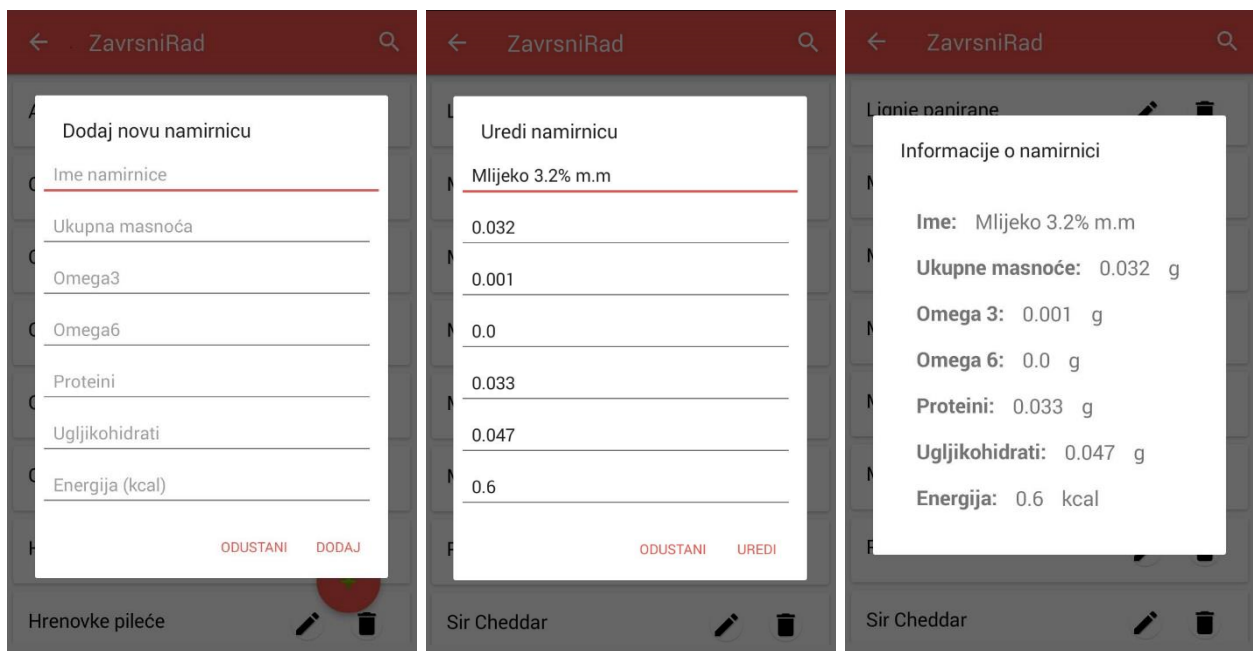 ZavrsniRad
Dodaj novu namirnicu
Ime namirnice
Ukupna masnoća
Omega3
Omega6
Proteini
Ugljikohidrati
Energija (kcal)
ODUSTANI DODAJ
Hrenovke pileće
ZavrsniRad
Uredi namirnicu
Mlijeko 3.2% m.m
0.032
0.001
0.0
0.033
0.047
0.6
ODUSTANI UREDI
Sir Cheddar
ZavrsniRad
Lignje panirane
Informacije o namirnici
Ime: Mlijeko 3.2% m.m
Ukupne masnoće: 0.032 g
Omega 3: 0.001 g
Omega 6: 0.0 g
Proteini: 0.033 g
Ugljikohidrati: 0.047 g
Energija: 0.6 kcal
Sir Cheddar